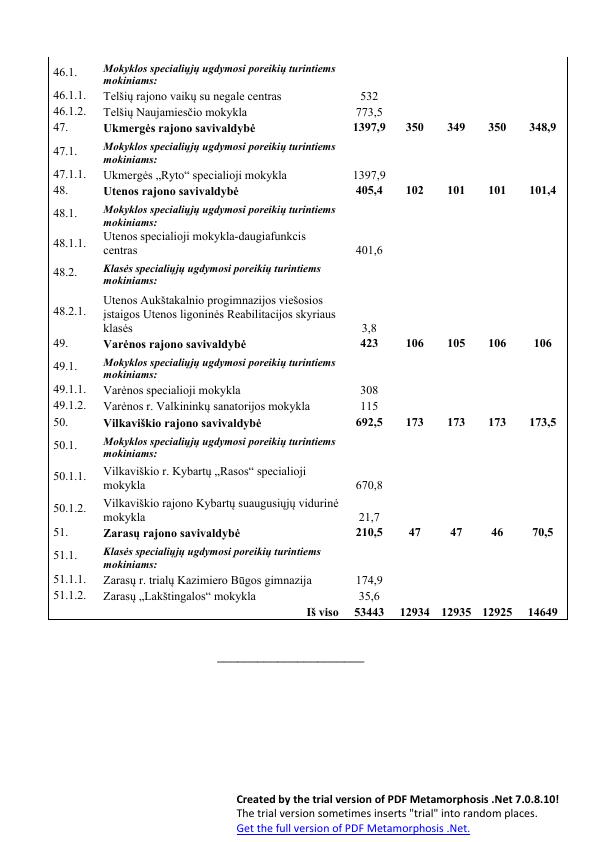 46.1. Mokyklos specialiųjų ugdymosi poreikių turintiems
mokiniams:
46.1.1. Telšių rajono vaikų su negale centras 532
46.1.2. Telšių Naujamiesčio mokykla 773,5
47. Ukmergės rajono savivaldybė 1397,9 350 349 350 348,9
47.1. Mokyklos specialiųjų ugdymosi poreikių turintiems
mokiniams:
47.1.1. Ukmergės „Ryto” specialioji mokykla 1397,9
48. Utenos rajono savivaldybė 405,4 102 101 101 101,4
48.1. Mokyklos specialiųjų ugdymosi poreikių turintiems
mokiniams:
48.1.1. Utenos specialioji mokykla-daugiafunkcis
centras 401,6
48.2. Klasės specialiųjų ugdymosi poreikių turintiems
mokiniams:
48.2.1. Utenos Aukštakalnio progimnazijos viešosios
įstaigos Utenos ligoninės Reabilitacijos skyriaus
klasės 3,8
49. Varėnos rajono savivaldybė 423 106 105 106 106
49.1. Mokyklos specialiųjų ugdymosi poreikių turintiems
mokiniams:
49.1.1. Varėnos specialioji mokykla 308
49.1.2. Varėnos r. Valkininkų sanatorijos mokykla 115
50. Vilkaviškio rajono savivaldybė 692,5 173 173 173 173,5
50.1. Mokyklos specialiųjų ugdymosi poreikių turintiems
mokiniams:
50.1.1. Vilkaviškio r. Kybartų „Rasos“ specialioji
mokykla 670,8
50.1.2. Vilkaviškio rajono Kybartų suaugusiųjų vidurinė
mokykla 21,7
51. Zarasų rajono savivaldybė 210,5 47 47 46 70,5
51.1. Klasės specialiųjų ugdymosi poreikių turintiems
mokiniams:
51.1.1. Zarasų r. trialų Kazimiero Būgos gimnazija 174,9
51.1.2. Zarasų „Lakštingalos” mokykla 35,6
Iš viso 53443 12934 12935 12925 14649
Created by the trial version of PDF Metamorphosis .Net 7.0.8.10!
The trial version sometimes inserts "trial" into random places.
Get the full version of PDF Metamorphosis .Net.